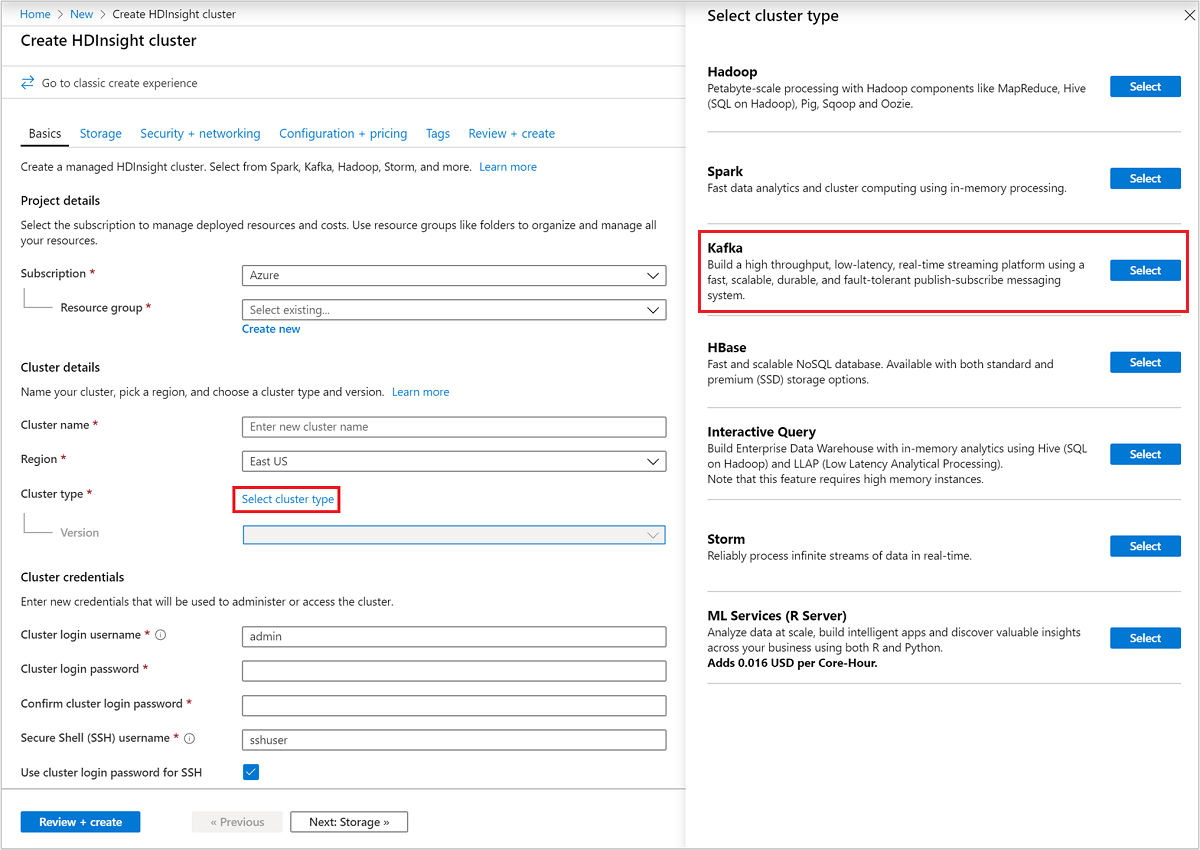 Home > New > Create HDInsight cluster
Create HDInsight cluster
Go to classic create experience
Basics Storage Security + networking Configuration + pricing Tags Review + create
Create a managed HDInsight cluster. Select from Spark, Kafka, Hadoop, Storm, and more. Learn more
Project details
Select the subscription to manage deployed resources and costs. Use resource groups like folders to organize and manage all
your resources.
Subscription *
Azure
Resource group *
Select existing...
Create new
Cluster details
Name your cluster, pick a region, and choose a cluster type and version. Learn more
Cluster name *
Enter new cluster name
Region *
East US
Cluster type *
Select cluster type
Version
Cluster credentials
Enter new credentials that will be used to administer or access the cluster.
Cluster login username *
admin
Cluster login password *
Confirm cluster login password *
Secure Shell (SSH) username *
sshuser
Use cluster login password for SSH
Review + create
« Previous
Next: Storage »
Select cluster type
Hadoop
Petabyte-scale processing with Hadoop components like MapReduce, Hive
(SQL on Hadoop), Pig, Sqoop and Oozie.
Select
Spark
Fast data analytics and cluster computing using in-memory processing.
Select
Kafka
Build a high throughput, low-latency, real-time streaming platform using a
fast, scalable, durable, and fault-tolerant publish-subscribe messaging
system.
Select
HBase
Fast and scalable NoSQL database. Available with both standard and
premium (SSD) storage options.
Select
Interactive Query
Build Enterprise Data Warehouse with in-memory analytics using Hive (SQL
on Hadoop) and LLAP (Low Latency Analytical Processing).
Note that this feature requires high memory instances.
Select
Storm
Reliably process infinite streams of data in real-time.
Select
ML Services (R Server)
Analyze data at scale, build intelligent apps and discover valuable insights
across your business using both R and Python.
Adds 0.016 USD per Core-Hour.
Select